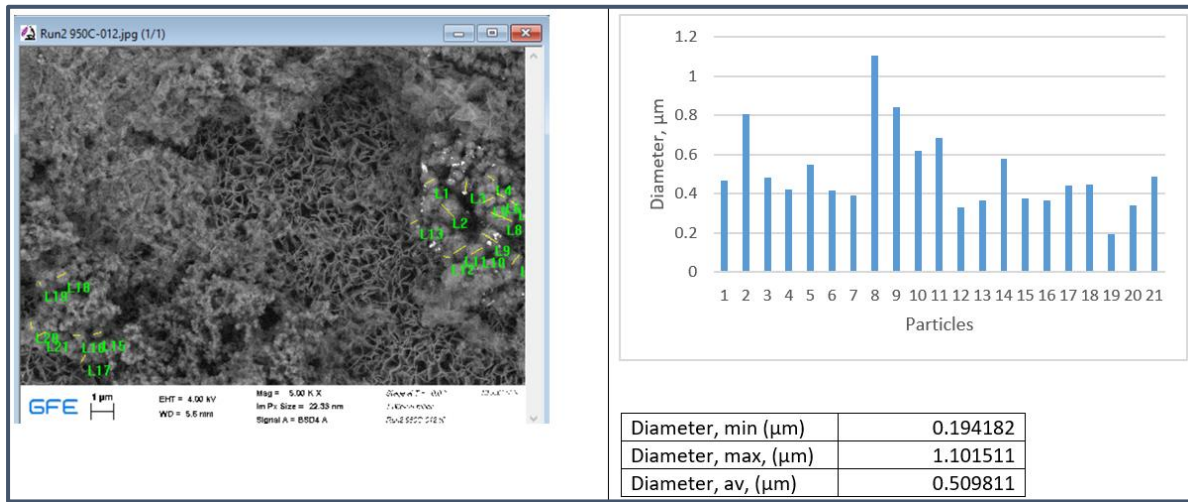 Run2 950C-012.jpg (1/1)
L1
L4
L3
L2
L8
L13
L9
L11
L10
L12
L18
L19
L20
L21
L16
L15
L17
GFE
1 µm
EHT = 4.00 kV
WD = 5.6 mm
Mag = 5.00 K X
Im Px Size = 22.33 nm
Signal A = BSD4 A
1.2
1
0.8
0.6
0.4
0.2
0
Diameter, µm
1 2 3 4 5 6 7 8 9 10 11 12 13 14 15 16 17 18 19 20 21
Particles
Diameter, min (µm) 0.194182
Diameter, max, (µm) 1.101511
Diameter, av, (µm) 0.509811